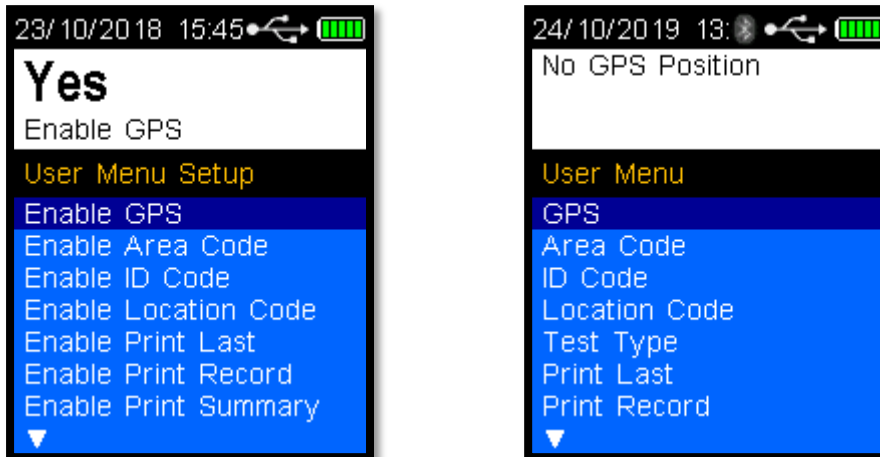 23/10/2018 15:45
Yes
Enable GPS
User Menu Setup
Enable GPS
Enable Area Code
Enable ID Code
Enable Location Code
Enable Print Last
Enable Print Record
Enable Print Summary
24/10/2019 13:
No GPS Position
User Menu
GPS
Area Code
ID Code
Location Code
Test Type
Print Last
Print Record